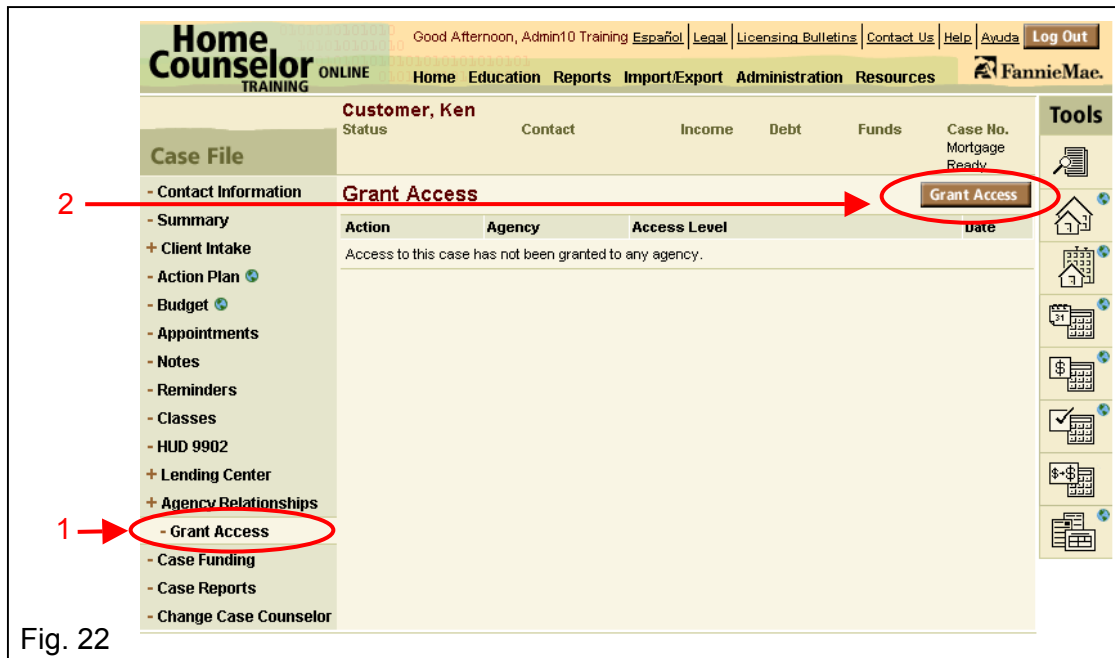 Home
Counselor ONLINE
TRAINING
Good Afternoon, Admin10 Training Español Legal Licensing Bulletins Contact Us Help Ayuda Log Out
Home Education Reports Import/Export Administration Resources FannieMae.
Customer, Ken
Status Contact Income Debt Funds Case No.
Mortgage
Ready
Tools
Case File
- Contact Information
- Summary
+ Client Intake
- Action Plan
- Budget
- Appointments
- Notes
- Reminders
- Classes
- HUD 9902
+ Lending Center
+ Agency Relationships
- Grant Access
- Case Funding
- Case Reports
- Change Case Counselor
Grant Access Grant Access
Action Agency Access Level Date
Access to this case has not been granted to any agency.
2
1
31
$
$+$
Fig. 22